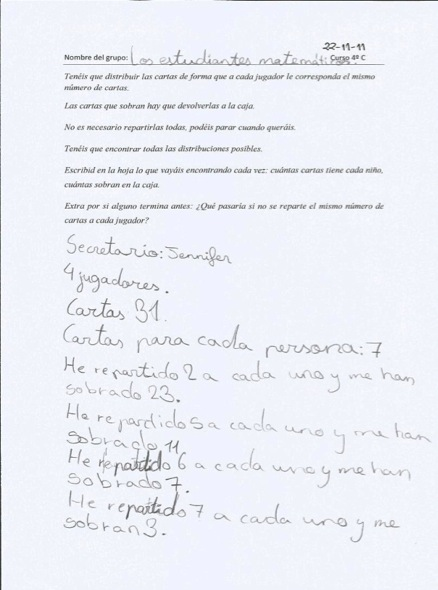 22-11-11
Nombre del grupo: Los estudiantes matemáticos Curso 4º C
Tenéis que distribuir las cartas de forma que a cada jugador le corresponda el mismo
número de cartas.
Las cartas que sobran hay que devolverlas a la caja.
No es necesario repartirlas todas, podéis parar cuando queráis.
Tenéis que encontrar todas las distribuciones posibles.
Escribid en la hoja lo que vayáis encontrando cada vez: cuántas cartas tiene cada niño,
cuántas sobran en la caja.
Extra por si alguno termina antes: ¿Qué pasaría si no se reparte el mismo número de
cartas a cada jugador?
Secretario: Jennifer
4 jugadores.
Cartas 31.
Cartas para cada persona: 7
He repartido 2 a cada uno y me han
sobrado 23.
He repardido 5 a cada uno y me han
sobrado 11
He repartido 6 a cada uno y me han
sobrado 7.
He repartido 7 a cada uno y me
sobran 3.